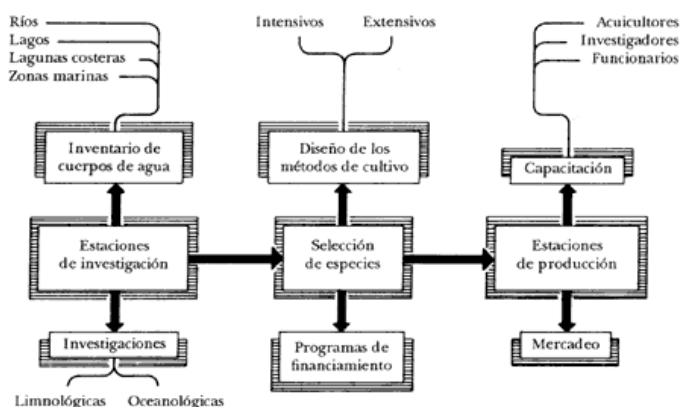 Ríos
Lagos
Lagunas costeras
Zonas marinas
Intensivos
Extensivos
Acuicultores
Investigadores
Funcionarios
Inventario de
cuerpos de agua
Diseño de los
métodos de cultivo
Capacitación
Estaciones
de investigación
Selección
de especies
Estaciones
de producción
Investigaciones
Programas de
financiamiento
Mercadeo
Limnológicas
Oceanológicas